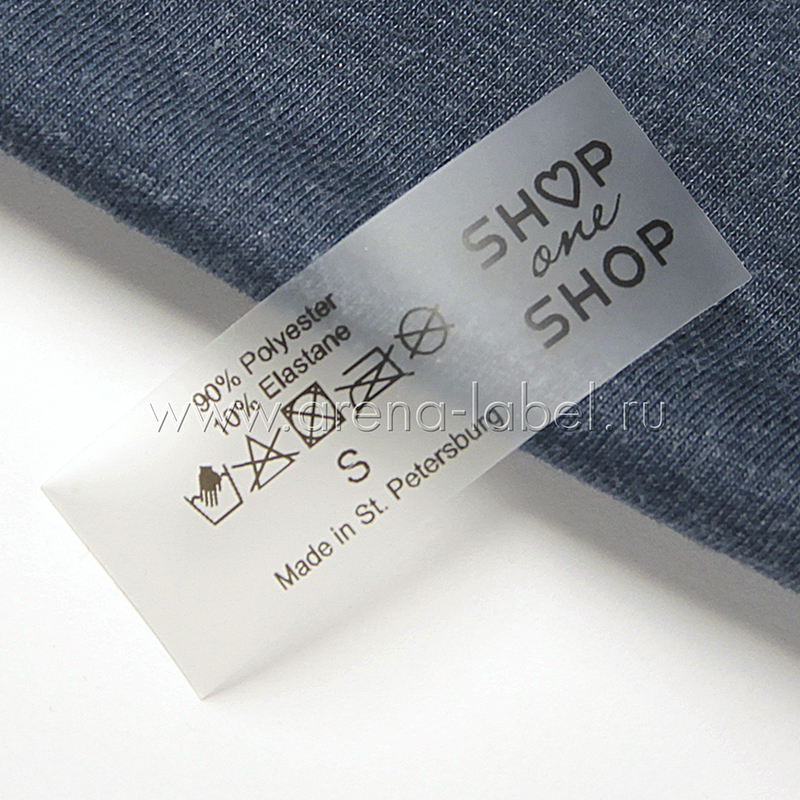 SHOP
one
SHOP
90% Polyester
10% Elastane
S
Made in St. Petersburg
www.arena-label.ru